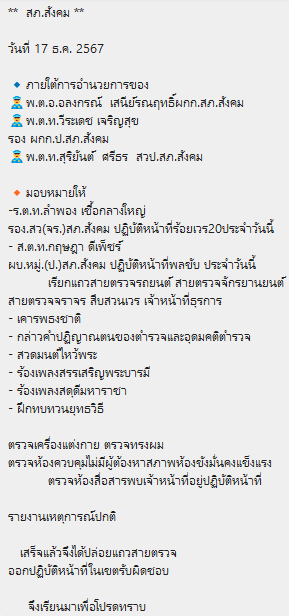 ** สภ.สังคม **
วันที่ 17 ธ.ค. 2567
🔹ภายใต้การอำนวยการของ
👮พ.ต.อ.อลงกรณ์ เสนีย์รณฤทธิ์ผกก.สภ.สังคม
👮พ.ต.ท.วีระเดช เจริญสุข
รอง ผกก.ป.สภ.สังคม
👮พ.ต.ท.สุริยันต์ ศรีธร สวป.สภ.สังคม
🔸มอบหมายให้
-ร.ต.ท.ลำพอง เชื้อกลางใหญ่
รอง.สว(จร.)สภ.สังคม ปฏิบัติหน้าที่ร้อยเวร20ประจำวันนี้
- ส.ต.ท.กฤษฎา ดีเพ็ชร์
ผบ.หมู่.(ป.)สภ.สังคม ปฏิบัติหน้าที่พลขับ ประจำวันนี้
เรียกแถวสายตรวจรถยนต์ สายตรวจจักรยานยนต์
สายตรวจจราจร สืบสวนเวร เจ้าหน้าที่ธุรการ
- เคารพธงชาติ
- กล่าวคำปฏิญาณตนของตำรวจและอุดมคติตำรวจ
- สวดมนต์ไหว้พระ
- ร้องเพลงสรรเสริญพระบารมี
- ร้องเพลงสดุดีมหาราชา
- ฝึกทบทวนยุทธวิธี
ตรวจเครื่องแต่งกาย ตรวจทรงผม
ตรวจห้องควบคุมไม่มีผู้ต้องหาสภาพห้องขังมั่นคงแข็งแรง
ตรวจห้องสื่อสารพบเจ้าหน้าที่อยู่ปฏิบัติหน้าที่
รายงานเหตุการณ์ปกติ
เสร็จแล้วจึงได้ปล่อยแถวสายตรวจ
ออกปฏิบัติหน้าที่ในเขตรับผิดชอบ
จึงเรียนมาเพื่อโปรดทราบ